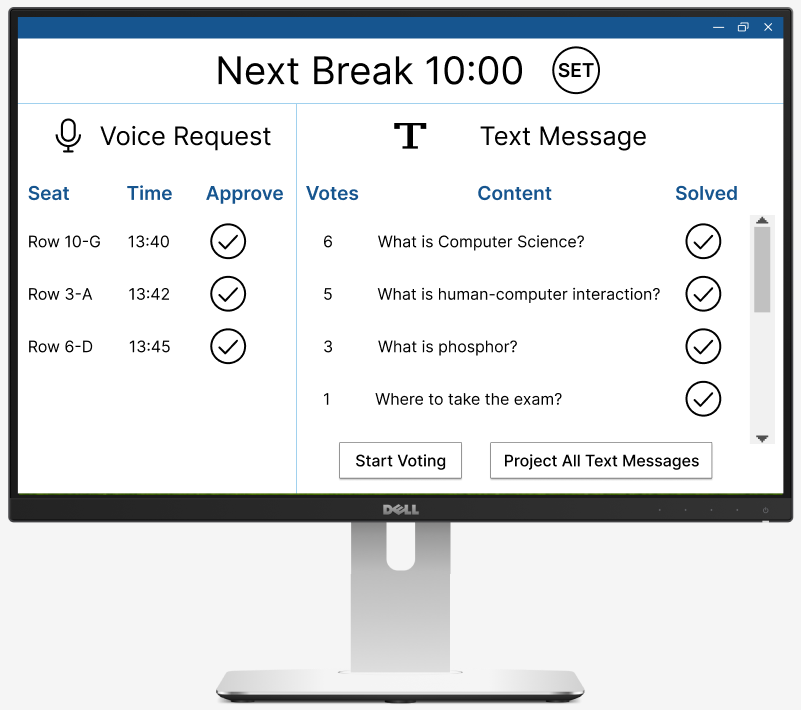 Next Break 10:00 SET
Voice Request
Seat Time Approve
Row 10-G 13:40
Row 3-A 13:42
Row 6-D 13:45
T Text Message
Votes Content Solved
6 What is Computer Science?
5 What is human-computer interaction?
3 What is phosphor?
1 Where to take the exam?
Start Voting Project All Text Messages
DELL